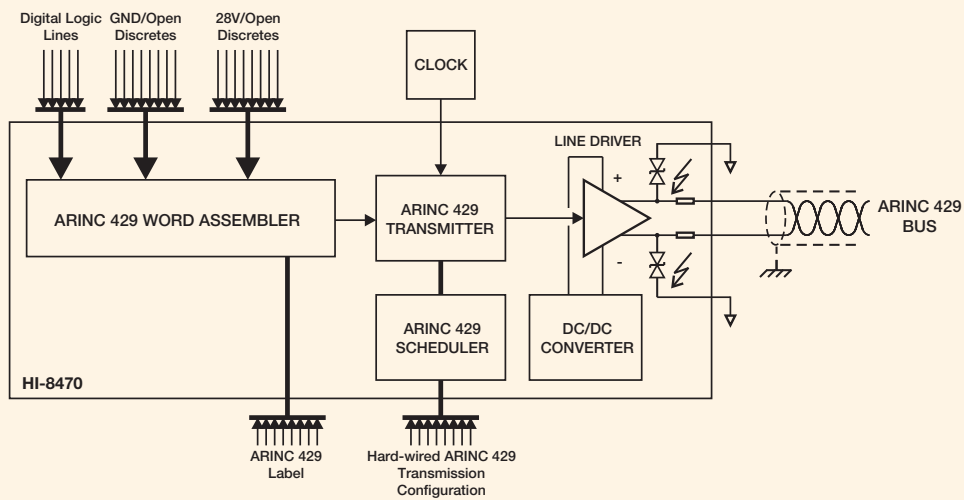 Digital Logic
Lines
GND/Open
Discretes
28V/Open
Discretes
CLOCK
LINE DRIVER
+
-
ARINC 429 WORD ASSEMBLER
ARINC 429
TRANSMITTER
ARINC 429
BUS
ARINC 429
SCHEDULER
DC/DC
CONVERTER
HI-8470
ARINC 429
Label
Hard-wired ARINC 429
Transmission
Configuration